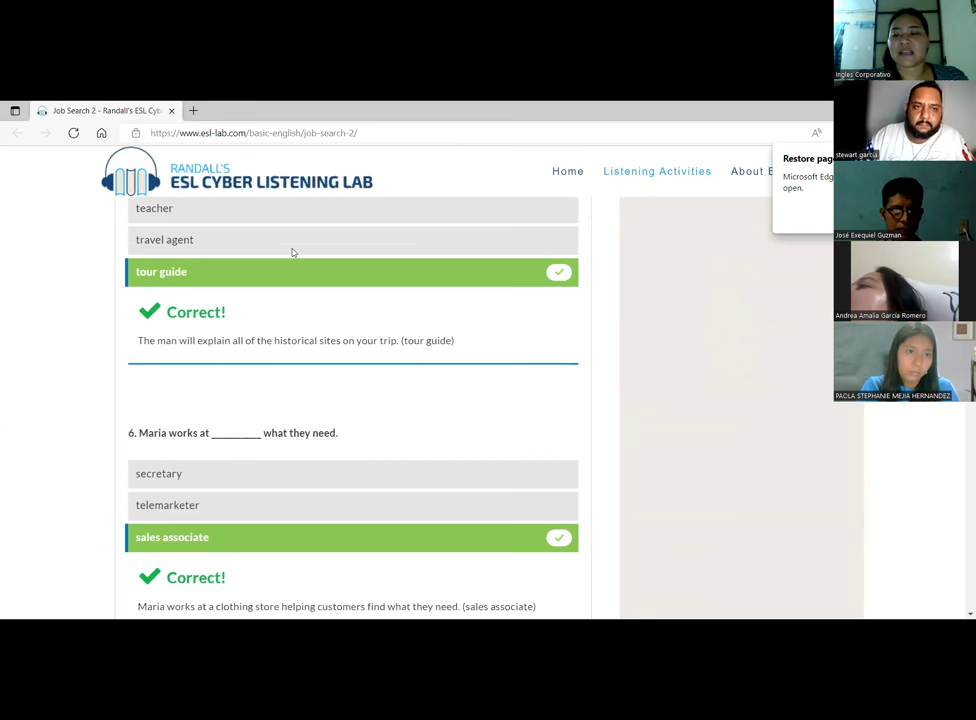 Job Search 2 - Randall's ESL Cyb
https://www.esl-lab.com/basic-english/job-search-2/
RANDALL'S
ESL CYBER LISTENING LAB
Home
Listening Activities
About E
Restore pag
Microsoft Edg
open.
teacher
travel agent
tour guide
Correct!
The man will explain all of the historical sites on your trip. (tour guide)
6. Maria works at __________ what they need.
secretary
telemarketer
sales associate
Correct!
Maria works at a clothing store helping customers find what they need. (sales associate)
Ingles Corporativo
stewart garcia
José Exequiel Guzman
Andrea Amalia García Romero
PAOLA STEPHANIE MEJIA HERNANDEZ